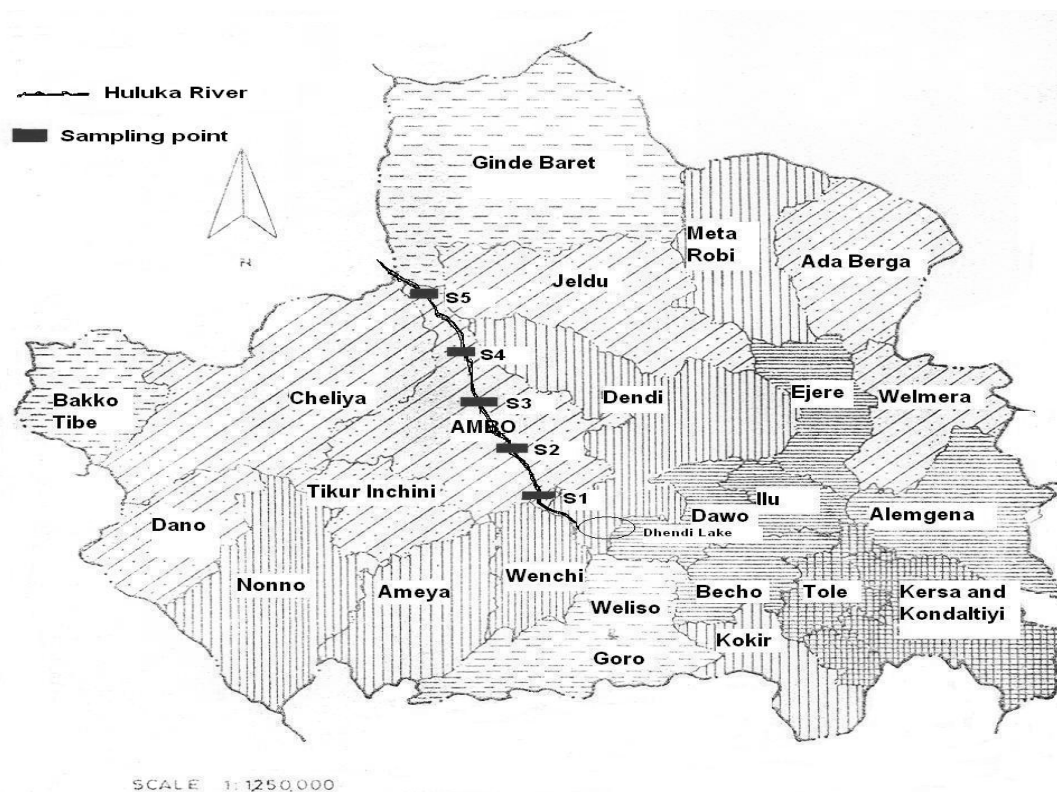 Huluka River
Sampling point
N
Ginde Baret
Meta
Robi
Ada Berga
Jeldu
S5
S4
Bakko
Tibe
Cheliya
S3
Dendi
Ejere
Welmera
AMBO
S2
Tikur Inchini
S1
Ilu
Dano
Dawo
Alemgena
Dhendi Lake
Nonno
Ameya
Wenchi
Weliso
Becho
Tole
Kersa and
Kondaltiyi
Goro
Kokir
SCALE 1:1,250,000